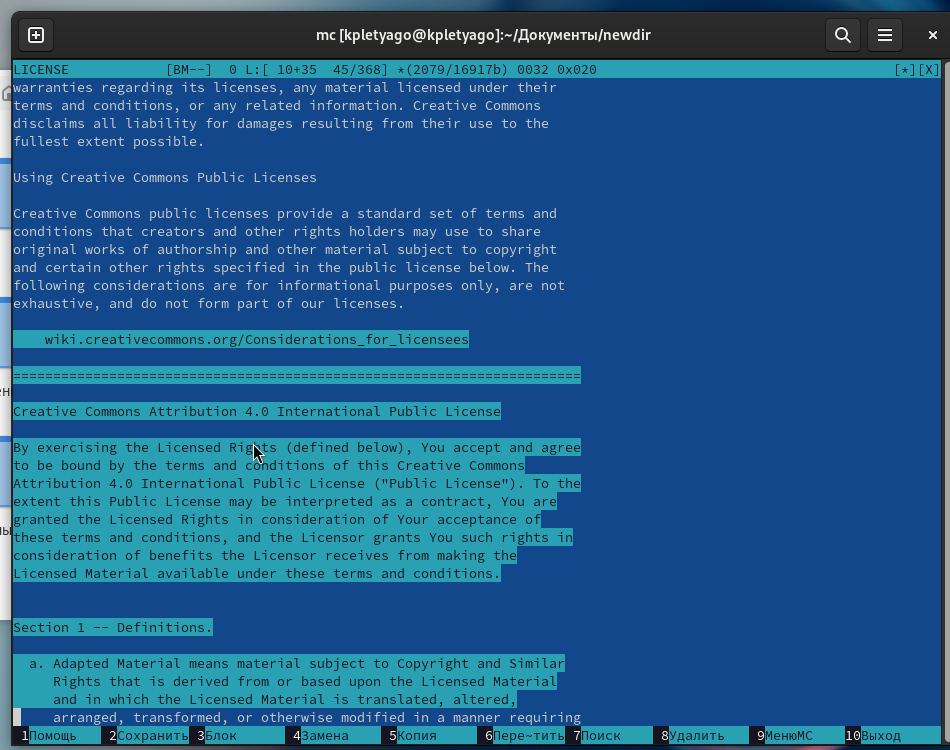 mc [kpletyago@kpletyago]:~/Документы/newdir
LICENSE [BM--] 0 L:[ 10+35 45/368] *(2079/16917b) 0032 0x020 [*][X]
warranties regarding its licenses, any material licensed under their
terms and conditions, or any related information. Creative Commons
disclaims all liability for damages resulting from their use to the
fullest extent possible.
Using Creative Commons Public Licenses
Creative Commons public licenses provide a standard set of terms and
conditions that creators and other rights holders may use to share
original works of authorship and other material subject to copyright
and certain other rights specified in the public license below. The
following considerations are for informational purposes only, are not
exhaustive, and do not form part of our licenses.
wiki.creativecommons.org/Considerations_for_licensees
=======================================================================
Creative Commons Attribution 4.0 International Public License
By exercising the Licensed Rights (defined below), You accept and agree
to be bound by the terms and conditions of this Creative Commons
Attribution 4.0 International Public License ("Public License"). To the
extent this Public License may be interpreted as a contract, You are
granted the Licensed Rights in consideration of Your acceptance of
these terms and conditions, and the Licensor grants You such rights in
consideration of benefits the Licensor receives from making the
Licensed Material available under these terms and conditions.
Section 1 -- Definitions.
a. Adapted Material means material subject to Copyright and Similar
Rights that is derived from or based upon the Licensed Material
and in which the Licensed Material is translated, altered,
arranged, transformed, or otherwise modified in a manner requiring
1Помощь 2Сохранить 3Блок 4Замена 5Копия 6Пере~тить 7Поиск 8Удалить 9МенюМС 10Выход